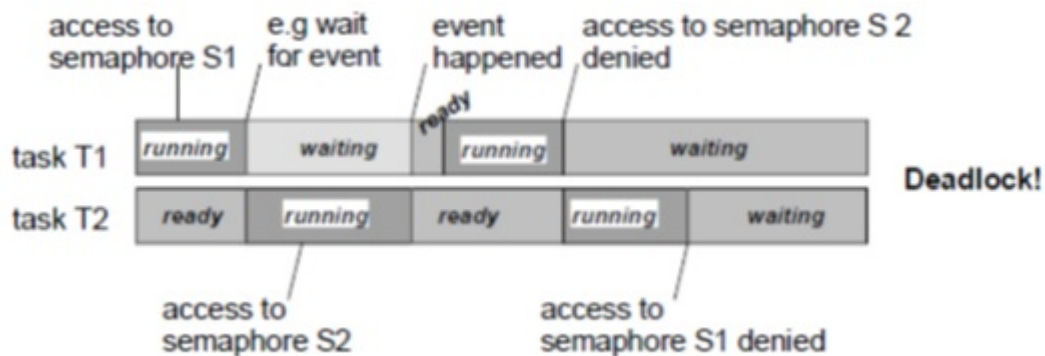 access to
semaphore S1
e.g wait
for event
event
happened
access to semaphore S 2
denied
ready
task T1
running
waiting
running
waiting
Deadlock!
task T2
ready
running
ready
running
waiting
access to
semaphore S2
access to
semaphore S1 denied